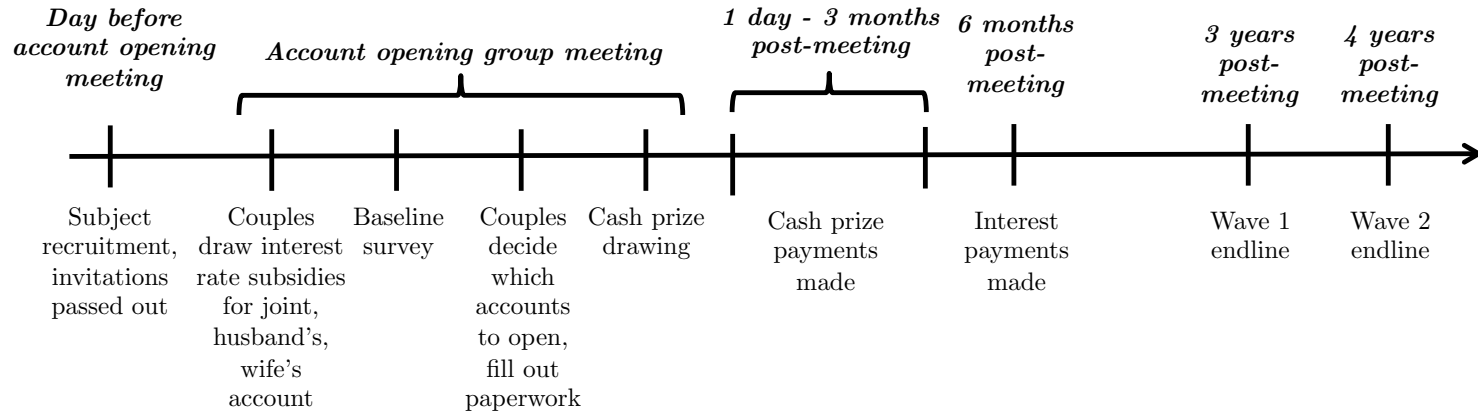 Day before
account opening
meeting
Account opening group meeting
1 day - 3 months
post-meeting
6 months
post-
meeting
3 years
post-
meeting
4 years
post-
meeting
Subject
recruitment,
invitations
passed out
Couples
draw interest
rate subsidies
for joint,
husband's,
wife's
account
Baseline
survey
Couples
decide
which
accounts
to open,
fill out
paperwork
Cash prize
drawing
Cash prize
payments
made
Interest
payments
made
Wave 1
endline
Wave 2
endline